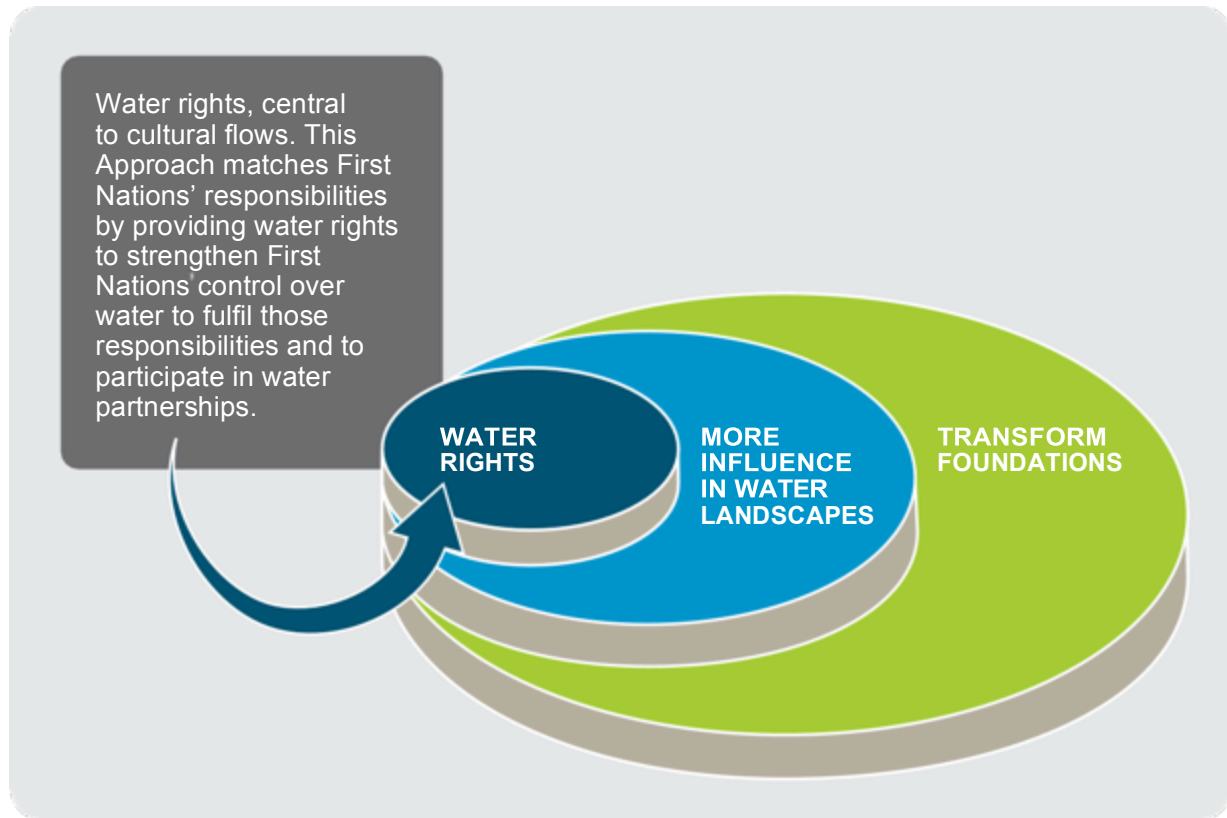 Water rights, central
to cultural flows. This
Approach matches First
Nations’ responsibilities
by providing water rights
to strengthen First
Nations’ control over
water to fulfil those
responsibilities and to
participate in water
partnerships.
WATER
RIGHTS
MORE
INFLUENCE
IN WATER
LANDSCAPES
TRANSFORM
FOUNDATIONS